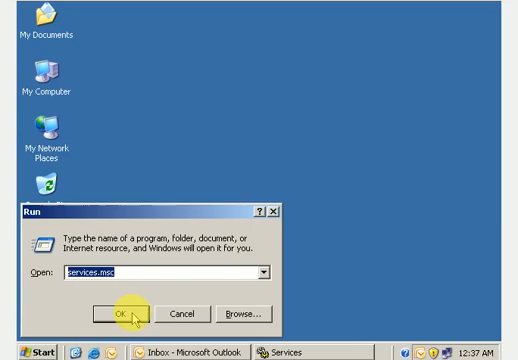 My Documents
My Computer
My Network
Places
Run
Type the name of a program, folder, document, or
Internet resource, and Windows will open it for you.
Open:
services.msc
OK
Cancel
Browse...
Start
Inbox - Microsoft Outlook
Services
12:37 AM